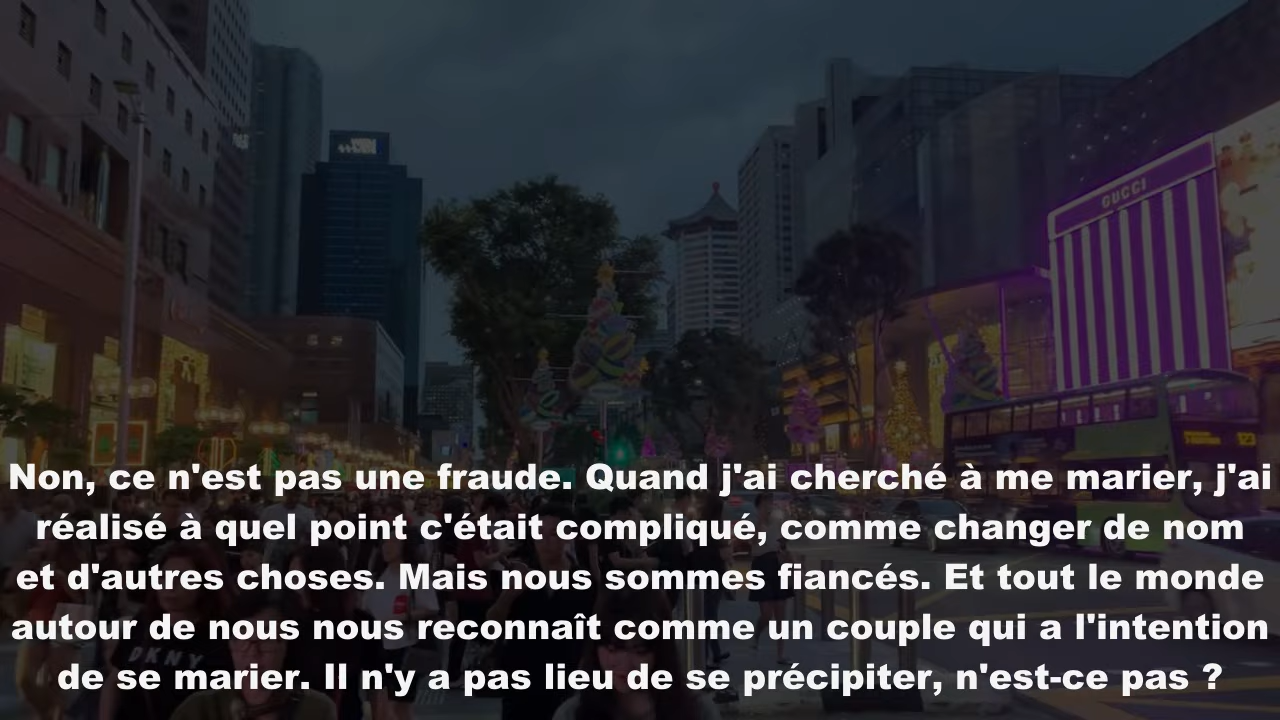 GUCCI
Non, ce n'est pas une fraude. Quand j'ai cherché à me marier, j'ai
réalisé à quel point c'était compliqué, comme changer de nom
et d'autres choses. Mais nous sommes fiancés. Et tout le monde
autour de nous nous reconnaît comme un couple qui a l'intention
DKNY
de se marier. Il n'y a pas lieu de se précipiter, n'est-ce pas ?